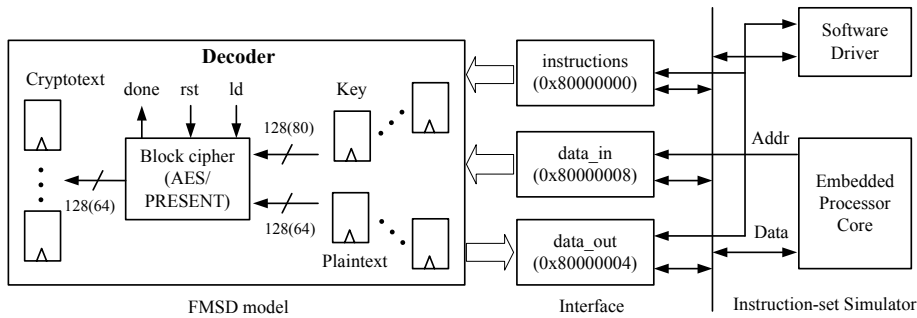 Decoder
Cryptotext
done
rst
ld
Key
128(80)
Block cipher
(AES/
PRESENT)
128(64)
128(64)
Plaintext
FMSD model
instructions
(0x80000000)
data_in
(0x80000008)
data_out
(0x80000004)
Interface
Software
Driver
Addr
Embedded
Processor
Core
Data
Instruction-set Simulator